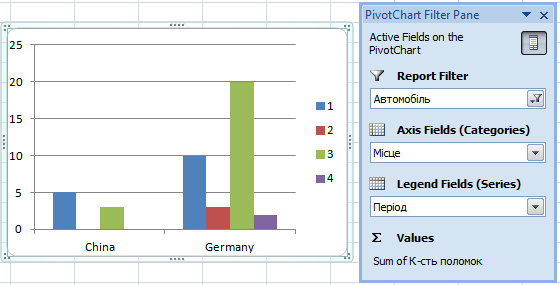 25
20
15
10
5
0
China
Germany
1
2
3
4
PivotChart Filter Pane
Active Fields on the
PivotChart
Report Filter
Автомобіль
Axis Fields (Categories)
Місце
Legend Fields (Series)
Період
Σ Values
Sum of К-сть поломок